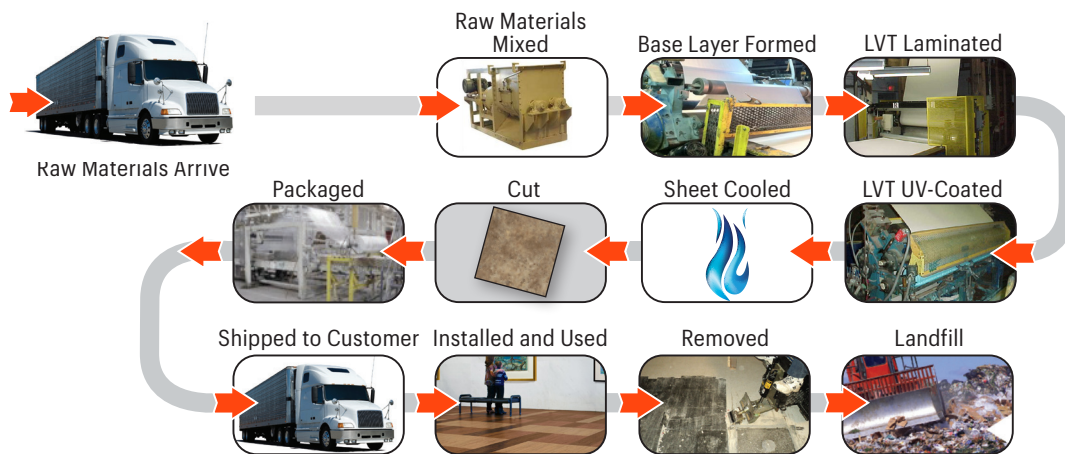 Raw Materials Arrive
Raw Materials
Mixed
Base Layer Formed
LVT Laminated
LVT UV-Coated
Sheet Cooled
Cut
Packaged
Shipped to Customer
Installed and Used
Removed
Landfill